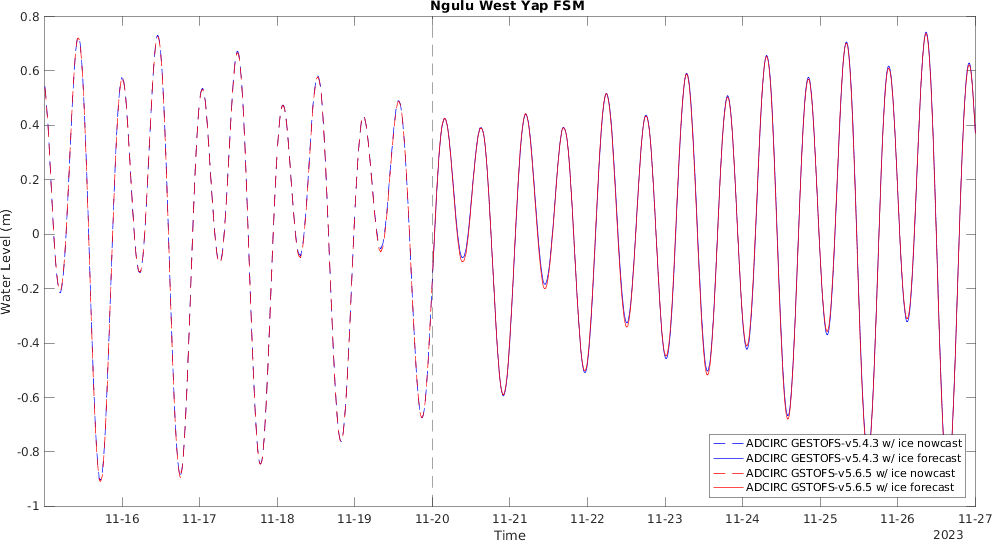 Ngulu West Yap FSM
0.8
0.6
0.4
0.2
0
-0.2
-0.4
-0.6
-0.8
-1
Water Level (m)
11-16 11-17 11-18 11-19 11-20 11-21 11-22 11-23 11-24 11-25 11-26 11-27
Time
2023
ADCIRC GESTOFS-v5.4.3 w/ ice nowcast
ADCIRC GESTOFS-v5.4.3 w/ ice forecast
ADCIRC GSTOFS-v5.6.5 w/ ice nowcast
ADCIRC GSTOFS-v5.6.5 w/ ice forecast